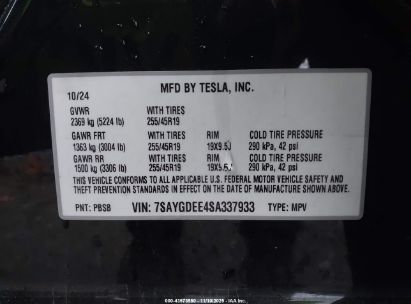 MFD BY TESLA, INC.
10/24
GVWR WITH TIRES
2369 kg (5224 lb) 255/45R19
GAWR FRT WITH TIRES RIM COLD TIRE PRESSURE
1363 kg (3004 lb) 255/45R19 19X9.5J 290 kPa, 42 psi
GAWR RR WITH TIRES RIM COLD TIRE PRESSURE
1500 kg (3306 lb) 255/45R19 290 kPa, 42 psi
THIS VEHICLE CONFORMS TO ALL APPLICABLE U.S. FEDERAL MOTOR VEHICLE SAFETY AND
THEFT PREVENTION STANDARDS IN EFFECT ON THE DATE OF MANUFACTURE SHOWN ABOVE.
PNT: PBSB VIN: 7SAYGDEE4SA337933 TYPE: MPV